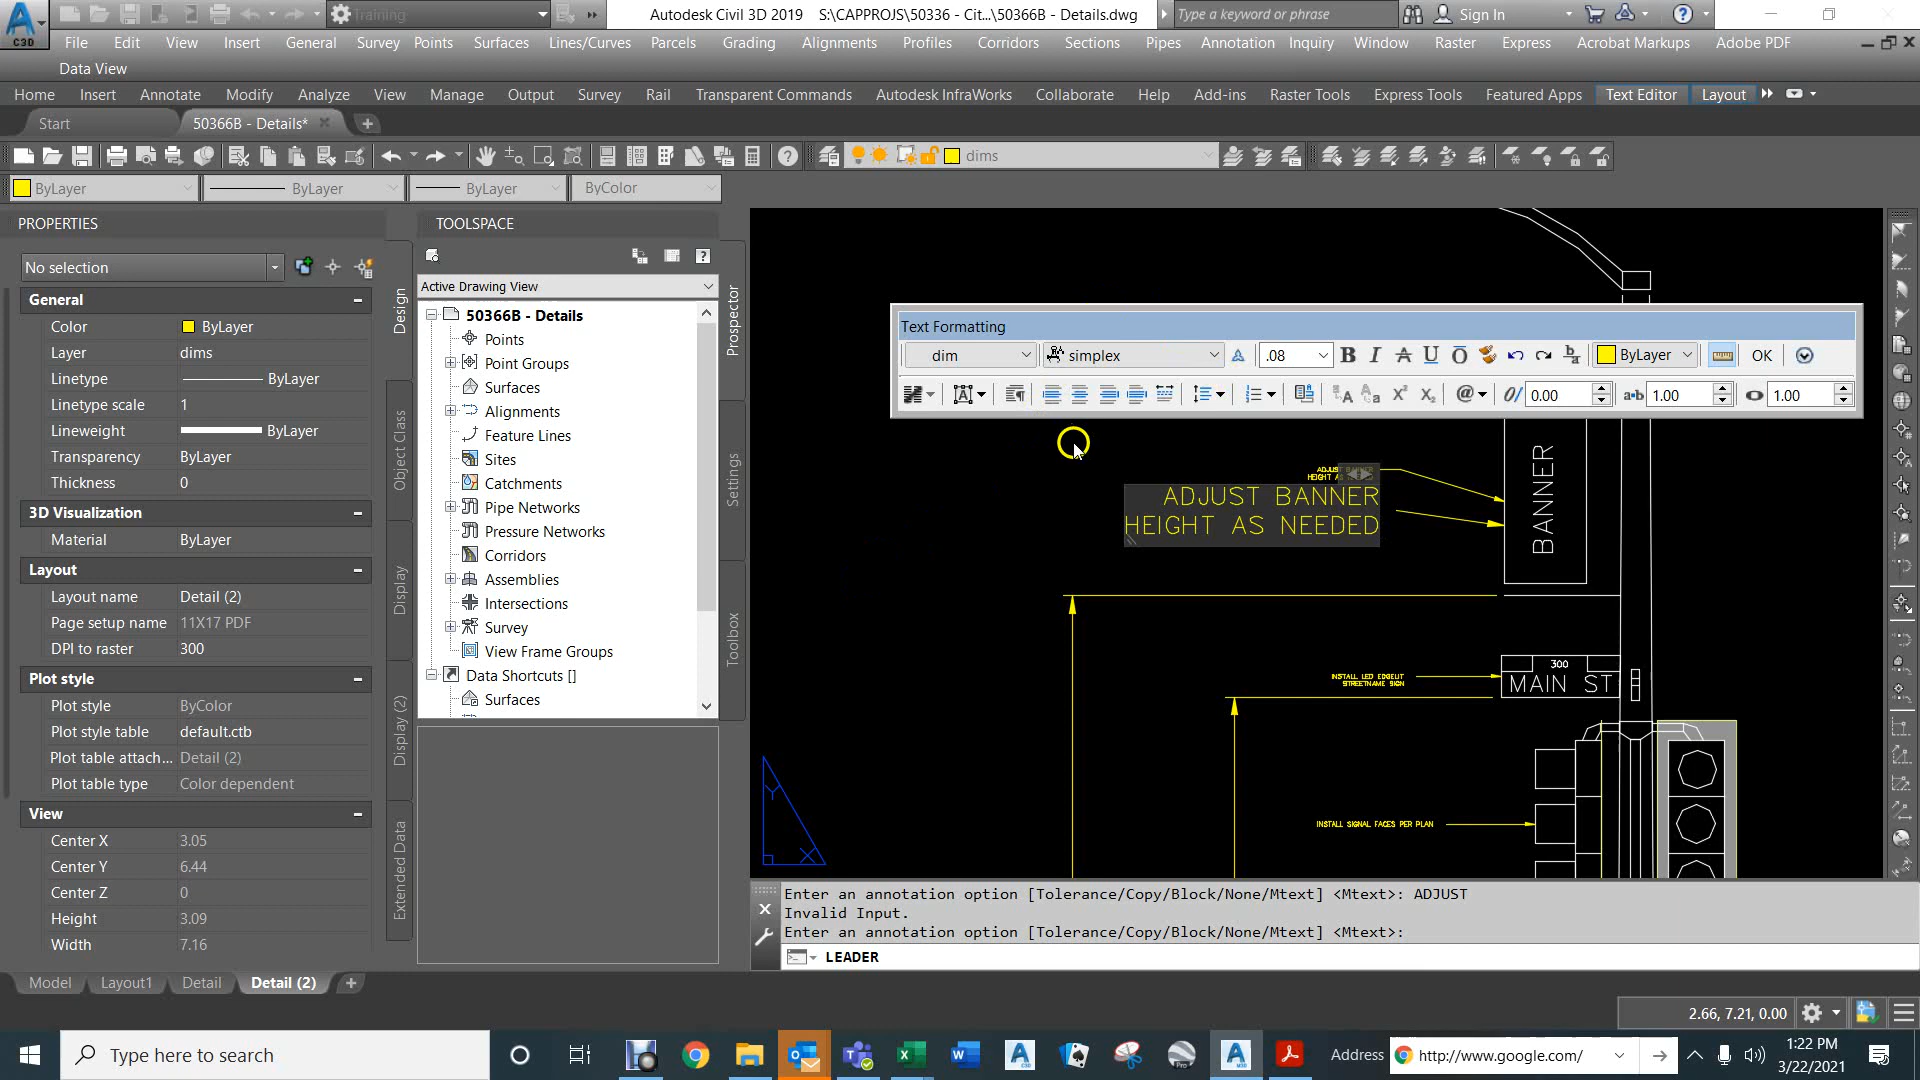 C3D
Training
Autodesk Civil 3D 2019 S:\CAPPROJS\50336 - Cit...\50366B - Details.dwg
Type a keyword or phrase
Sign In
File Edit View Insert General Survey Points Surfaces Lines/Curves Parcels Grading Alignments Profiles Corridors Sections Pipes Annotation Inquiry Window Raster Express Acrobat Markups Adobe PDF
Data View
Home Insert Annotate Modify Analyze View Manage Output Survey Rail Transparent Commands Autodesk InfraWorks Collaborate Help Add-ins Raster Tools Express Tools Featured Apps Text Editor Layout
Start
50366B - Details*
dims
ByLayer ByLayer ByLayer ByColor
PROPERTIES
No selection
General
Color ByLayer
Layer dims
Linetype ByLayer
Linetype scale 1
Lineweight ByLayer
Transparency ByLayer
Thickness 0
3D Visualization
Material ByLayer
Layout
Layout name Detail (2)
Page setup name 11X17 PDF
DPI to raster 300
Plot style
Plot style ByColor
Plot style table default.ctb
Plot table attach... Detail (2)
Plot table type Color dependent
View
Center X 3.05
Center Y 6.44
Center Z 0
Height 3.09
Width 7.16
Design
Object Class
Display
Display (2)
Extended Data
TOOLSPACE
Active Drawing View
50366B - Details
Points
Point Groups
Surfaces
Alignments
Feature Lines
Sites
Catchments
Pipe Networks
Pressure Networks
Corridors
Assemblies
Intersections
Survey
View Frame Groups
Data Shortcuts []
Surfaces
Prospector
Settings
Survey
Toolbox
Text Formatting
dim simplex .08 B I A U O ByLayer OK
@ 0/ 0.00 a•b 1.00 1.00
ADJUST BANNER
HEIGHT AS NEEDED
ADJUST BANNER
HEIGHT AS NEEDED
BANNER
INSTALL LED EDGELIT
STREETNAME SIGN
300
MAIN ST
INSTALL SIGNAL FACES PER PLAN
Y
X
Enter an annotation option [Tolerance/Copy/Block/None/Mtext] <Mtext>: ADJUST
Invalid Input.
Enter an annotation option [Tolerance/Copy/Block/None/Mtext] <Mtext>:
LEADER
Model Layout1 Detail Detail (2)
2.66, 7.21, 0.00
Type here to search
Address
http://www.google.com/
1:22 PM
3/22/2021